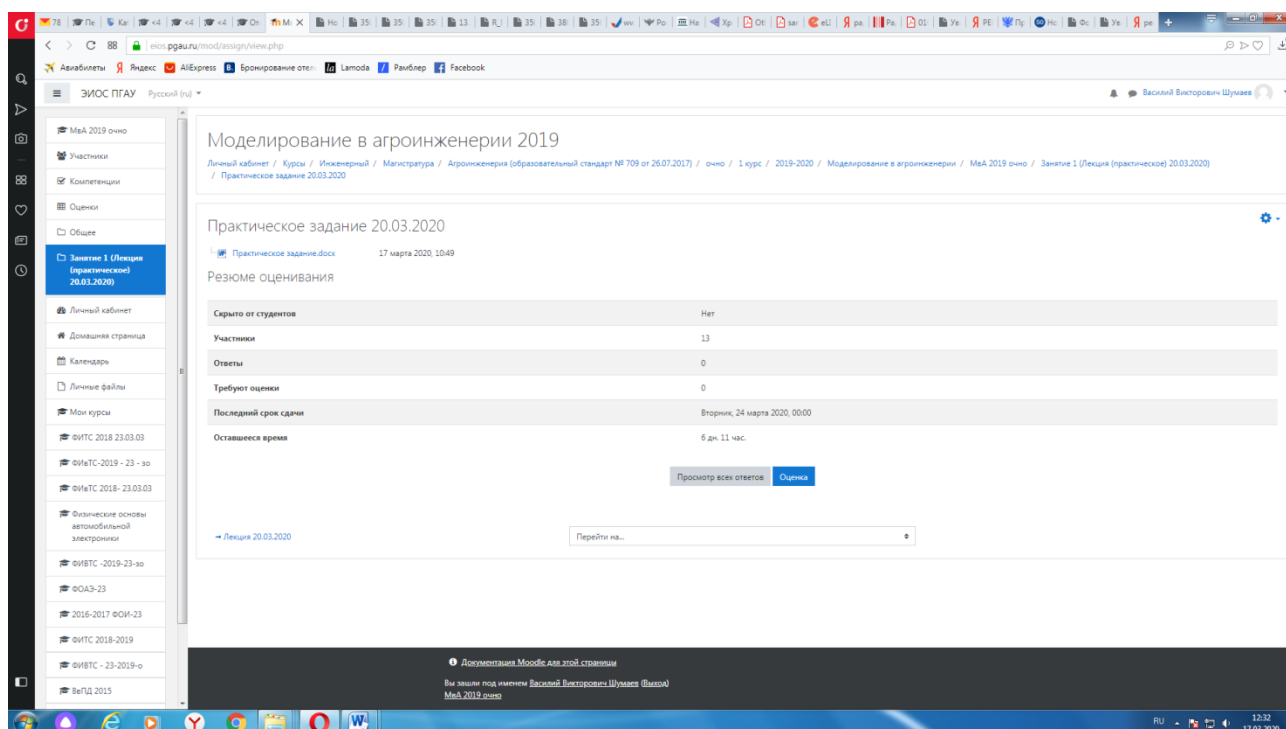 eios.pgau.ru/mod/assign/view.php
Авиабилеты Яндекс AliExpress Бронирование отел Lamoda Рамблер Facebook
ЭИОС ПГАУ Русский (ru)
Василий Викторович Шумаев
МвА 2019 очно
Участники
Компетенции
Оценки
Общее
Занятие 1 (Лекция
(практическое)
20.03.2020)
Личный кабинет
Домашняя страница
Календарь
Личные файлы
Мои курсы
ФИТС 2018 23.03.03
ФИвТС-2019 - 23 - зо
ФИвТС 2018- 23.03.03
Физические основы
автомобильной
электроники
ФИВТС -2019-23-зо
ФОАЭ-23
2016-2017 ФОИ-23
ФИТС 2018-2019
ФИВТС - 23-2019-о
ВеПД 2015
Моделирование в агроинженерии 2019
Личный кабинет / Курсы / Инженерный / Магистратура / Агроинженерия (образовательный стандарт № 709 от 26.07.2017) / очно / 1 курс / 2019-2020 / Моделирование в агроинженерии / МвА 2019 очно / Занятие 1 (Лекция (практическое) 20.03.2020)
/ Практическое задание 20.03.2020
Практическое задание 20.03.2020
Практическое задание.docx 17 марта 2020, 10:49
Резюме оценивания
Скрыто от студентов Нет
Участники 13
Ответы 0
Требуют оценки 0
Последний срок сдачи Вторник, 24 марта 2020, 00:00
Оставшееся время 6 дн. 11 час.
Просмотр всех ответов Оценка
→ Лекция 20.03.2020 Перейти на...
Документация Moodle для этой страницы
Вы зашли под именем Василий Викторович Шумаев (Выход)
МвА 2019 очно
RU 12:32
17.03.2020